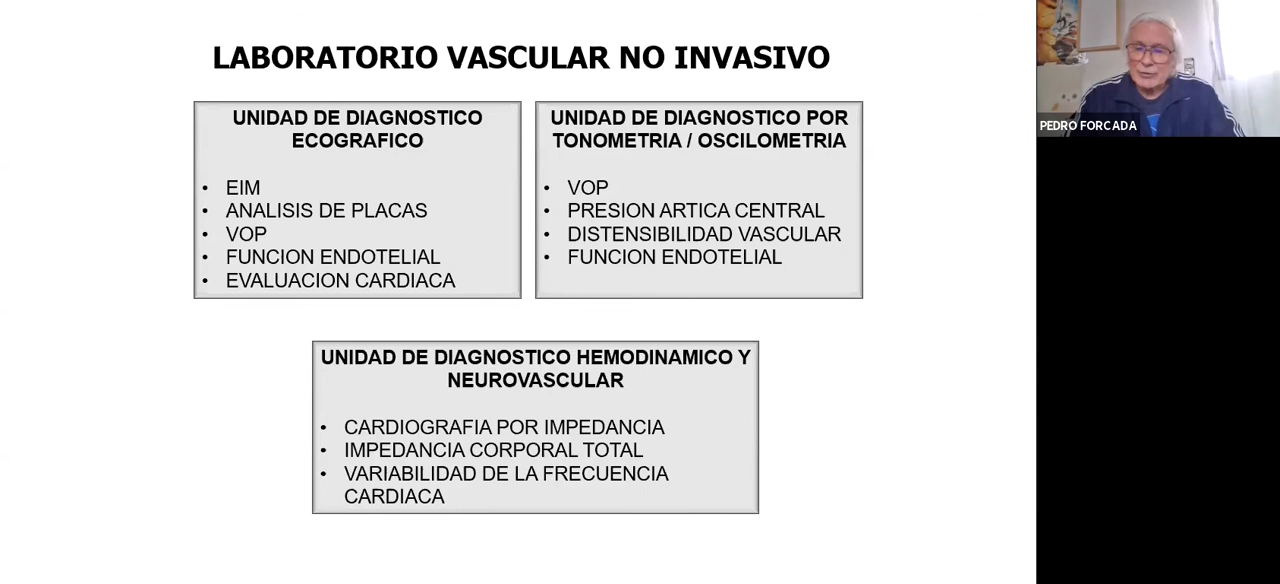 LABORATORIO VASCULAR NO INVASIVO
UNIDAD DE DIAGNOSTICO
ECOGRAFICO
• EIM
• ANALISIS DE PLACAS
• VOP
• FUNCION ENDOTELIAL
• EVALUACION CARDIACA
UNIDAD DE DIAGNOSTICO POR
TONOMETRIA / OSCILOMETRIA
• VOP
• PRESION ARTICA CENTRAL
• DISTENSIBILIDAD VASCULAR
• FUNCION ENDOTELIAL
UNIDAD DE DIAGNOSTICO HEMODINAMICO Y
NEUROVASCULAR
• CARDIOGRAFIA POR IMPEDANCIA
• IMPEDANCIA CORPORAL TOTAL
• VARIABILIDAD DE LA FRECUENCIA
CARDIACA
PEDRO FORCADA